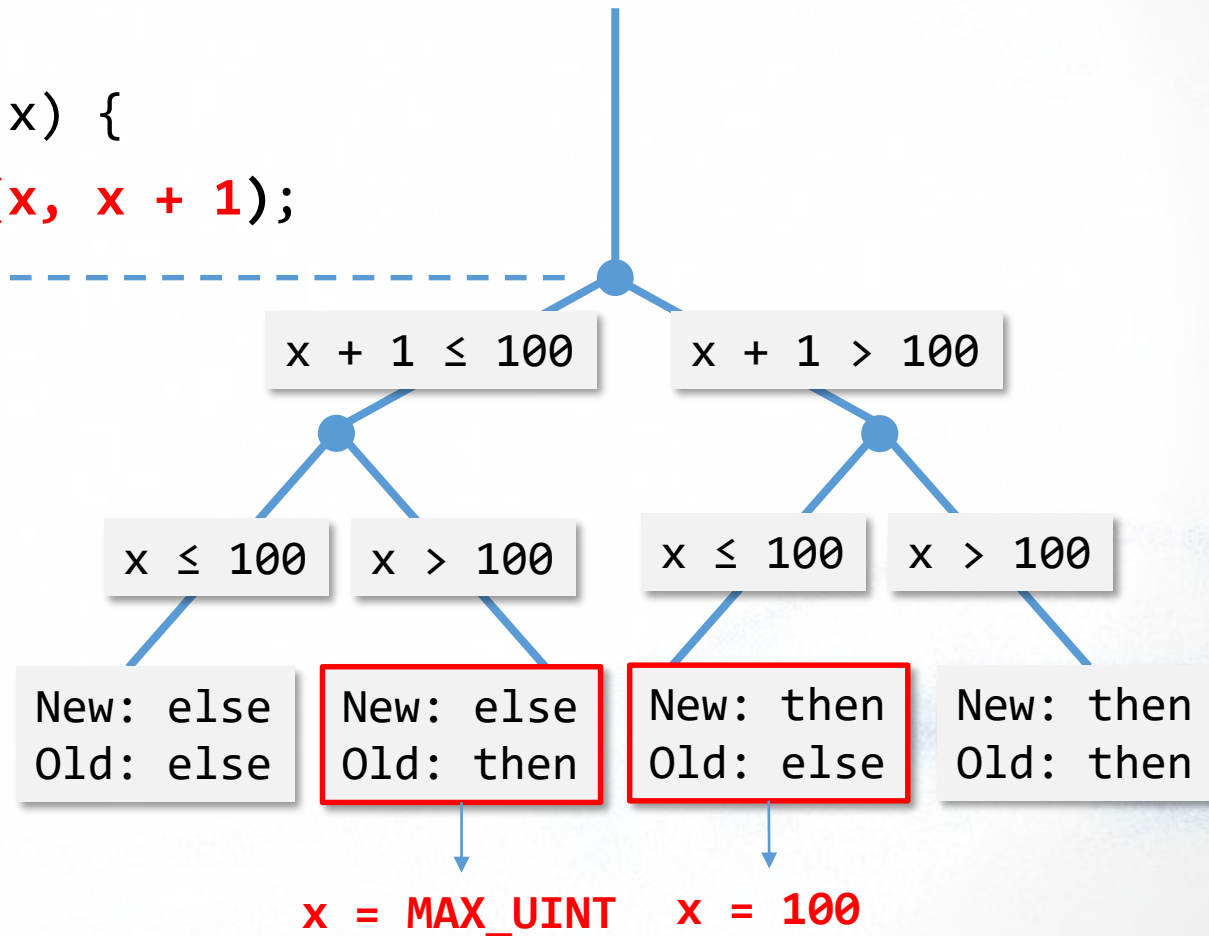 x) {
(x, x + 1);
x + 1 ≤ 100
x + 1 > 100
x ≤ 100
x > 100
x ≤ 100
x > 100
New: else
Old: else
New: else
Old: then
New: then
Old: else
New: then
Old: then
x = MAX_UINT
x = 100